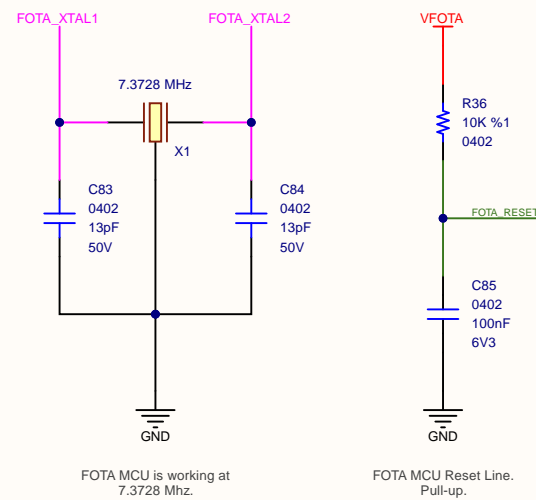 FOTA_XTAL1
FOTA_XTAL2
7.3728 MHz
X1
C83
0402
13pF
50V
C84
0402
13pF
50V
GND
FOTA MCU is working at
7.3728 Mhz.
VFOTA
R36
10K %1
0402
FOTA_RESET
C85
0402
100nF
6V3
GND
FOTA MCU Reset Line.
Pull-up.